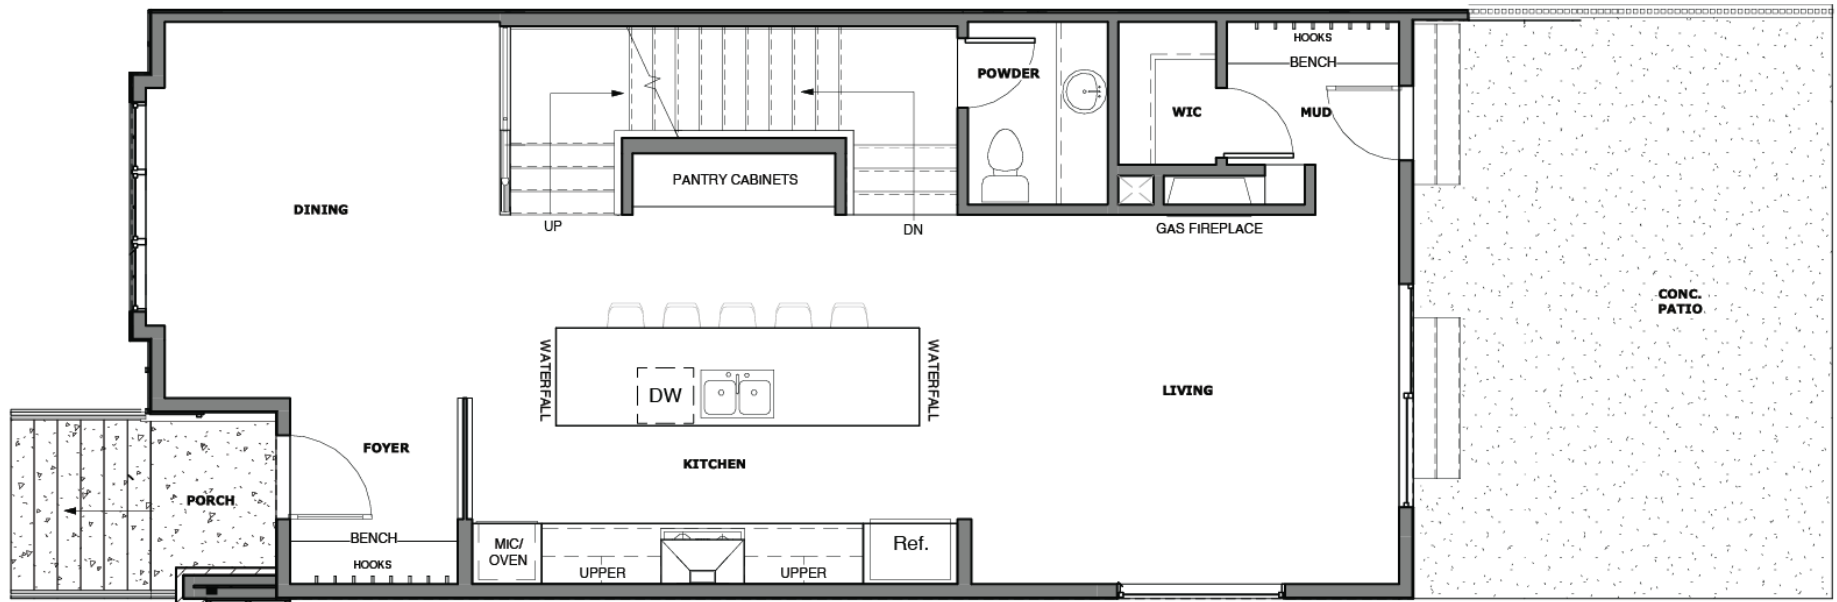 HOOKS
BENCH
POWDER
WIC
MUD
PANTRY CABINETS
DINING
UP
DN
GAS FIREPLACE
CONC.
PATIO
WATERFALL
WATERFALL
DW
LIVING
FOYER
KITCHEN
PORCH
BENCH
HOOKS
MIC/
OVEN
UPPER
UPPER
Ref.